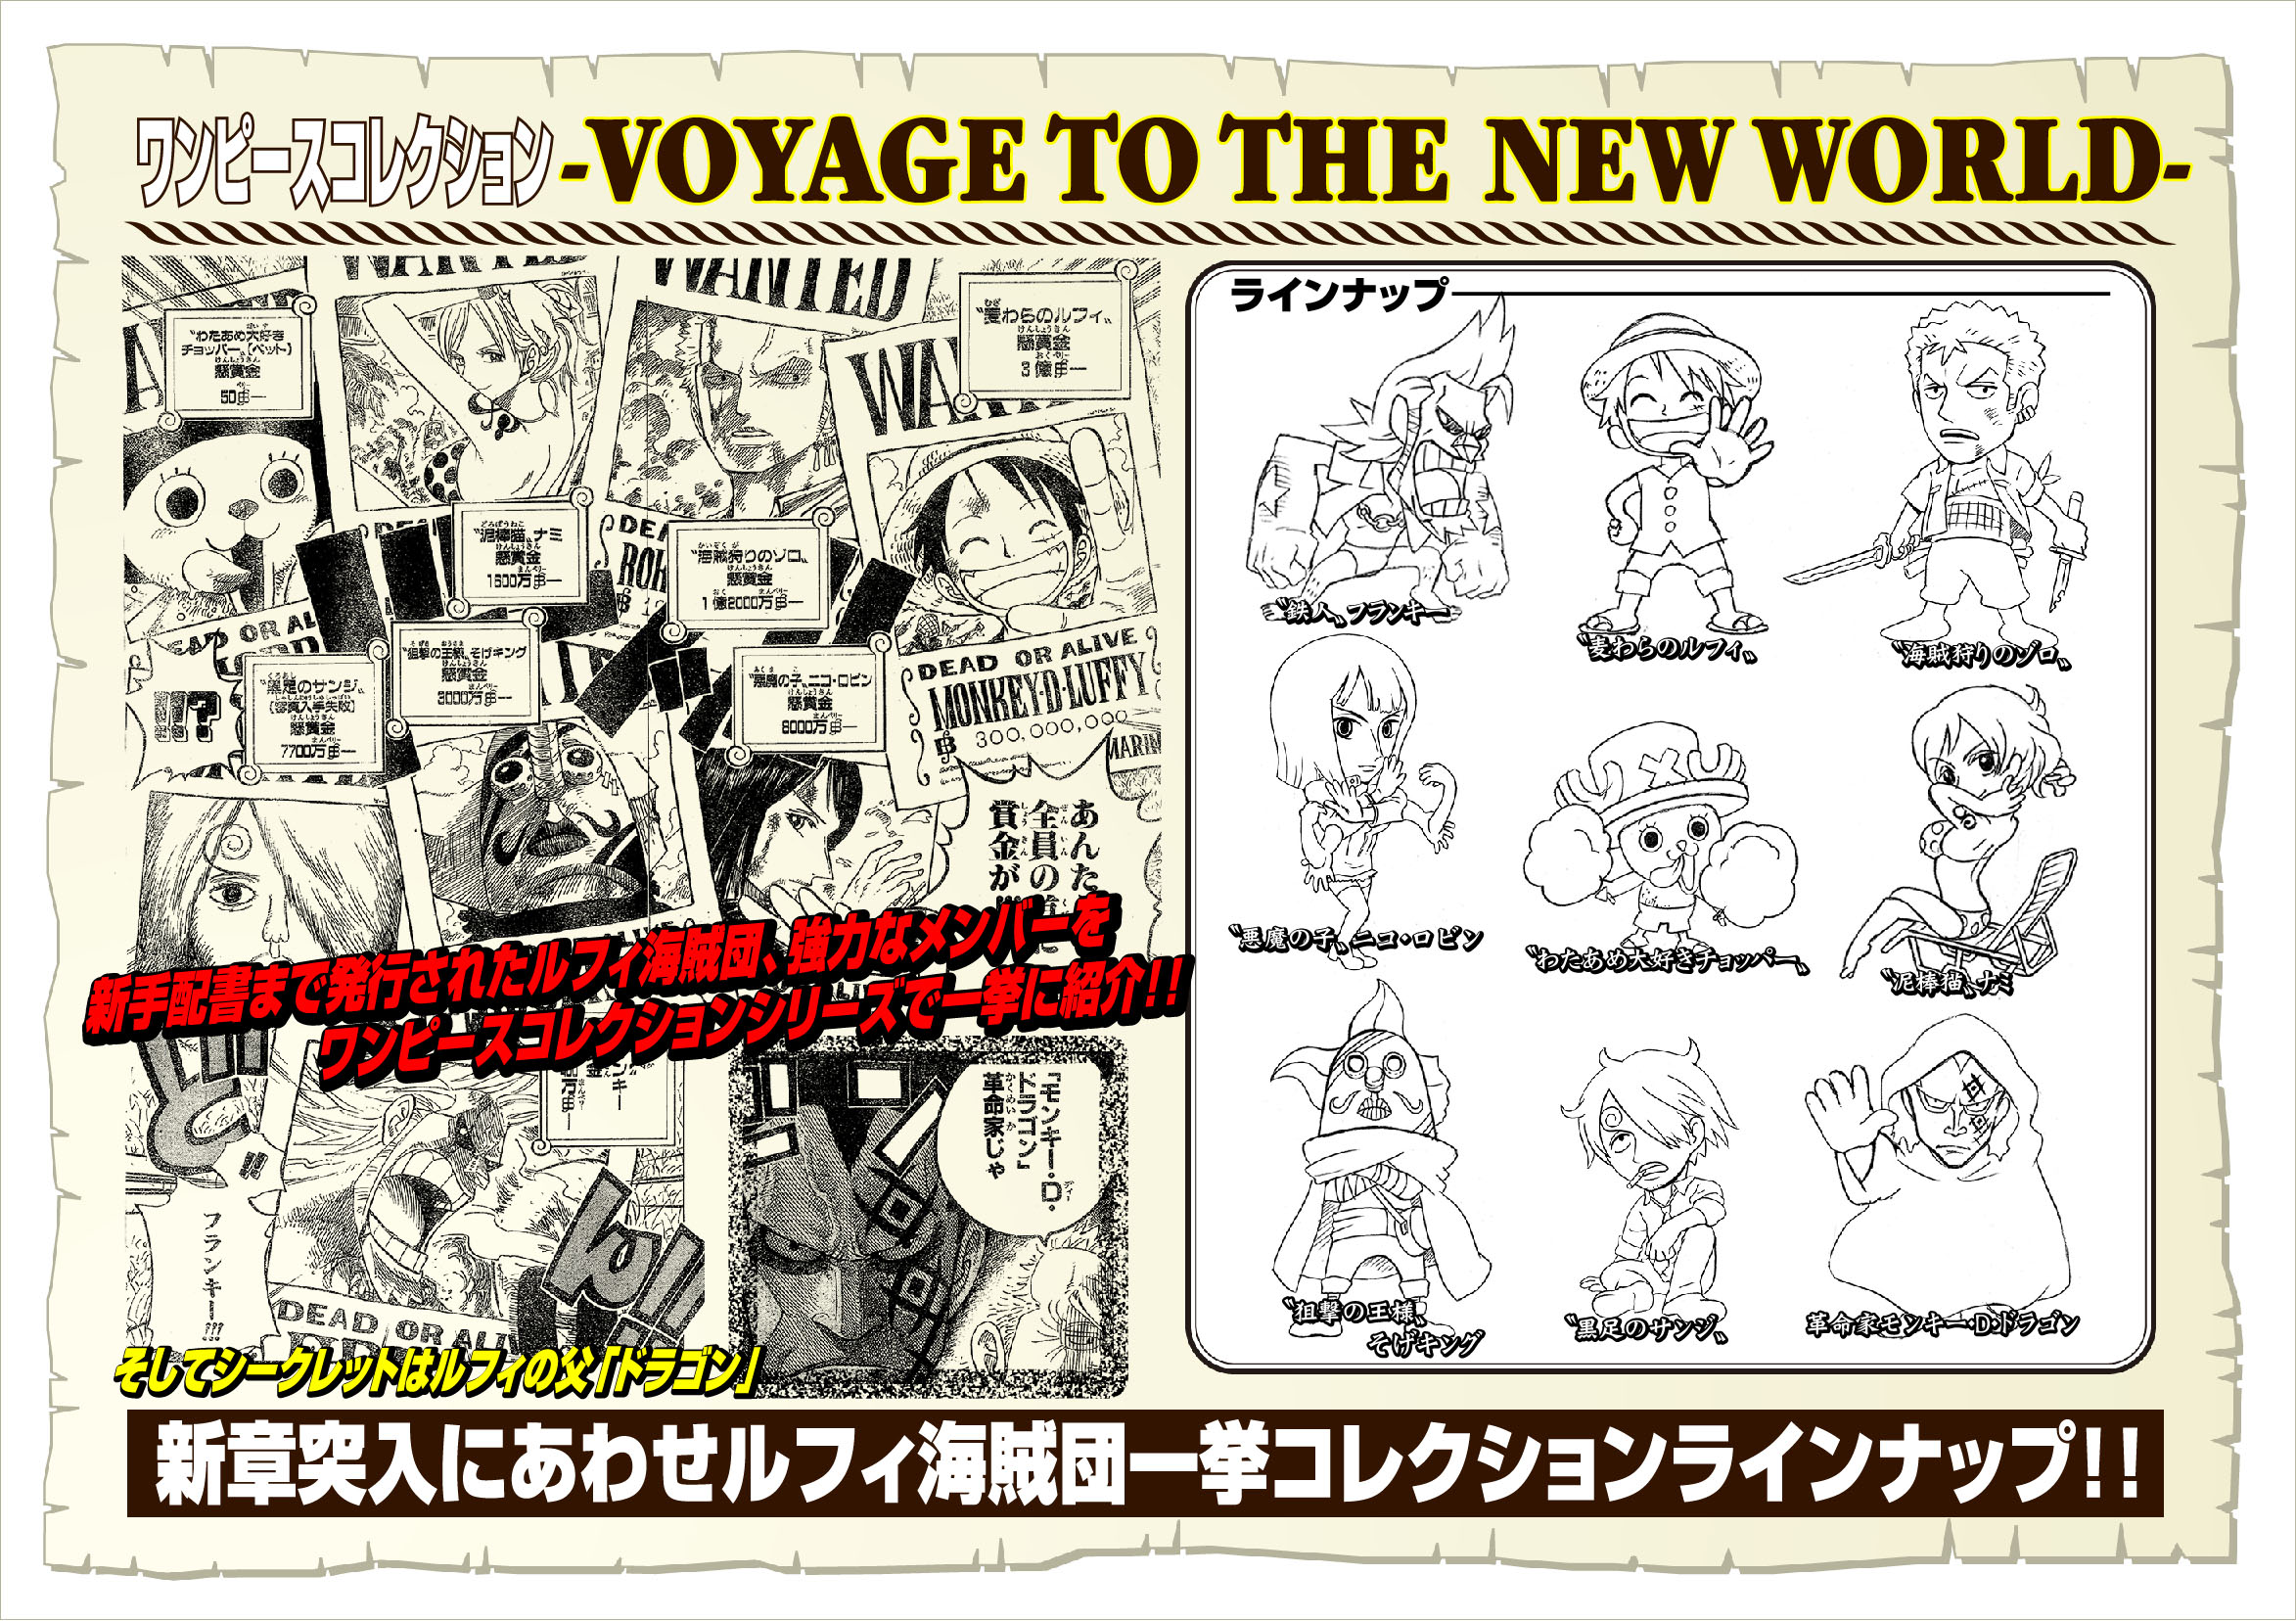 ワンピースコレクション -VOYAGE TO THE NEW WORLD-
WANTED
WANTED
〝わたあめ大好き
チョッパー〟(ペット)
懸賞金
50
〝麦わらのルフィ〟
懸賞金
3億
〝泥棒猫〟ナミ
懸賞金
1600万
〝海賊狩りのゾロ〟
懸賞金
1億2000万
〝狙撃の王様〟そげキング
懸賞金
3000万
〝黒足のサンジ〟
(写真入手失敗)
懸賞金
7700万
〝悪魔の子〟ニコ・ロビン
懸賞金
8000万
!!?
DEAD OR ALIVE
MONKEY·D·LUFFY
300,000,000
MARIN
あんた
全員の
賞金が
新手配書まで発行されたルフィ海賊団、強力なメンバーを
ワンピースコレクションシリーズで一挙に紹介!!
フランキー!!!
DEAD OR ALIV
『モンキー・D・
ドラゴン』
革命家じゃ
そしてシークレットはルフィの父「ドラゴン」
ラインナップ
〝鉄人〟フランキー
〝麦わらのルフィ〟
〝海賊狩りのゾロ〟
〝悪魔の子〟ニコ・ロビン
〝わたあめ大好きチョッパー〟
〝泥棒猫〟ナミ
〝狙撃の王様〟
そげキング
〝黒足のサンジ〟
革命家モンキー・D・ドラゴン
新章突入にあわせルフィ海賊団一挙コレクションラインナップ!!